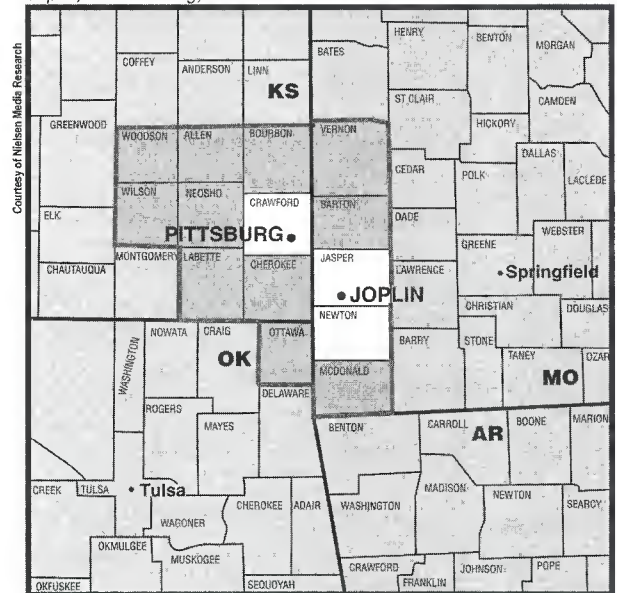 Courtesy of Nielsen Media Research
HENRY
BENTON
MORGAN
BATES
COFFEY
ANDERSON
LINN
KS
ST CLAIR
CAMDEN
GREENWOOD
HICKORY
WOODSON
ALLEN
BOURBON
VERNON
DALLAS
CEDAR
POLK
LACLEDE
WILSON
NEOSHO
CRAWFORD
BARTON
ELK
DADE
WEBSTER
PITTSBURG
GREENE
MONTGOMERY
LABETTE
CHEROKEE
JASPER
CHAUTAUQUA
LAWRENCE
Springfield
JOPLIN
CHRISTIAN
DOUGLAS
NEWTON
NOWATA
CRAIG
OTTAWA
BARRY
STONE
WASHINGTON
OK
TANEY
OZAR
MCDONALD
MO
DELAWARE
ROGERS
MAYES
BENTON
CARROLL
BOONE
MARION
AR
CREEK
TULSA
Tulsa
CHEROKEE
ADAIR
WASHINGTON
MADISON
NEWTON
SEARCY
WAGONER
OKMULGEE
MUSKOGEE
CRAWFORD
JOHNSON
POPE
OKFUSKEE
SEQUOYAH
FRANKLIN